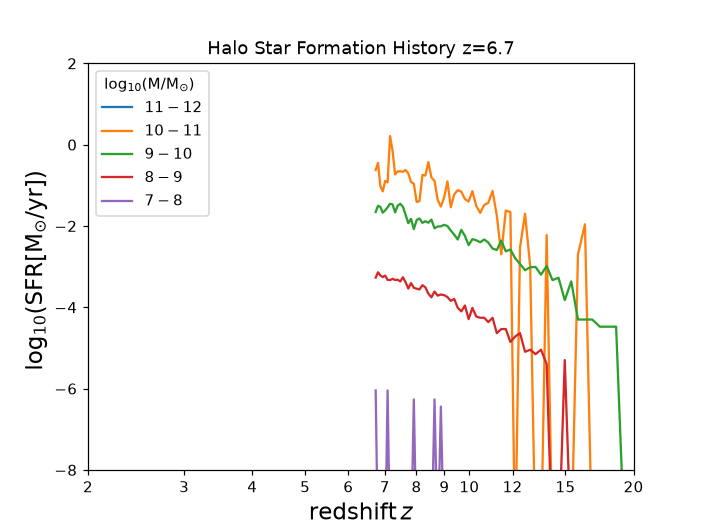 Halo Star Formation History z=6.7
log₁₀(SFR[M⊙/yr])
2
0
−2
−4
−6
−8
log₁₀(M/M⊙)
11 − 12
10 − 11
9 − 10
8 − 9
7 − 8
2 3 4 5 6 7 8 9 10 12 15 20
redshift z